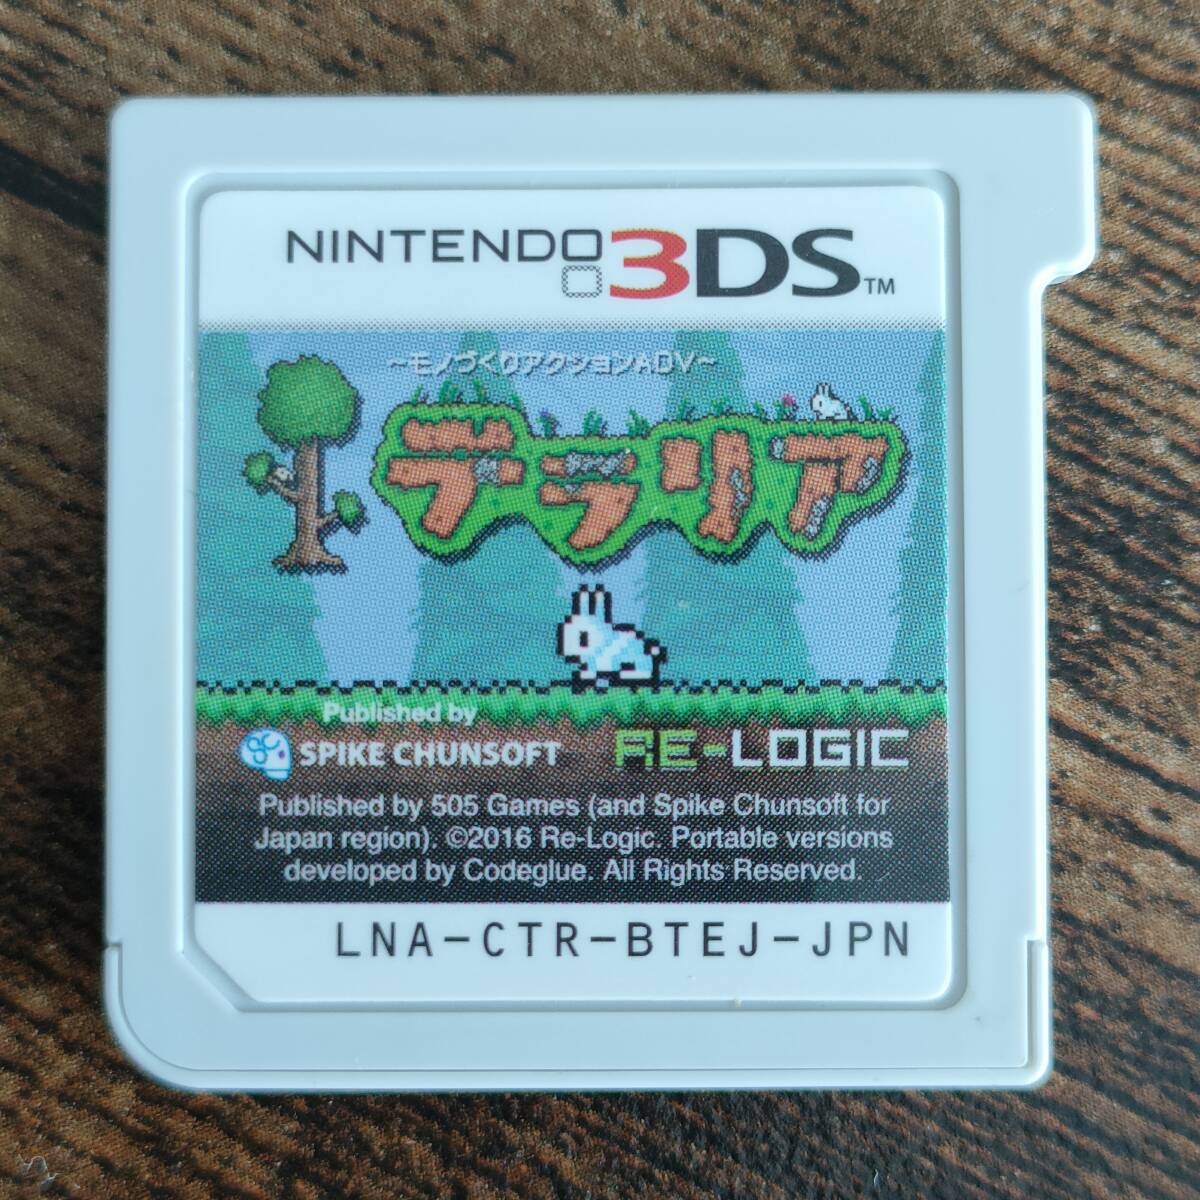 NINTENDO 3DS TM
～モノづくりアクションADV～
テラリア
Published by
SPIKE CHUNSOFT RE-LOGIC
Published by 505 Games (and Spike Chunsoft for
Japan region). ©2016 Re-Logic. Portable versions
developed by Codeglue. All Rights Reserved.
LNA-CTR-BTEJ-JPN